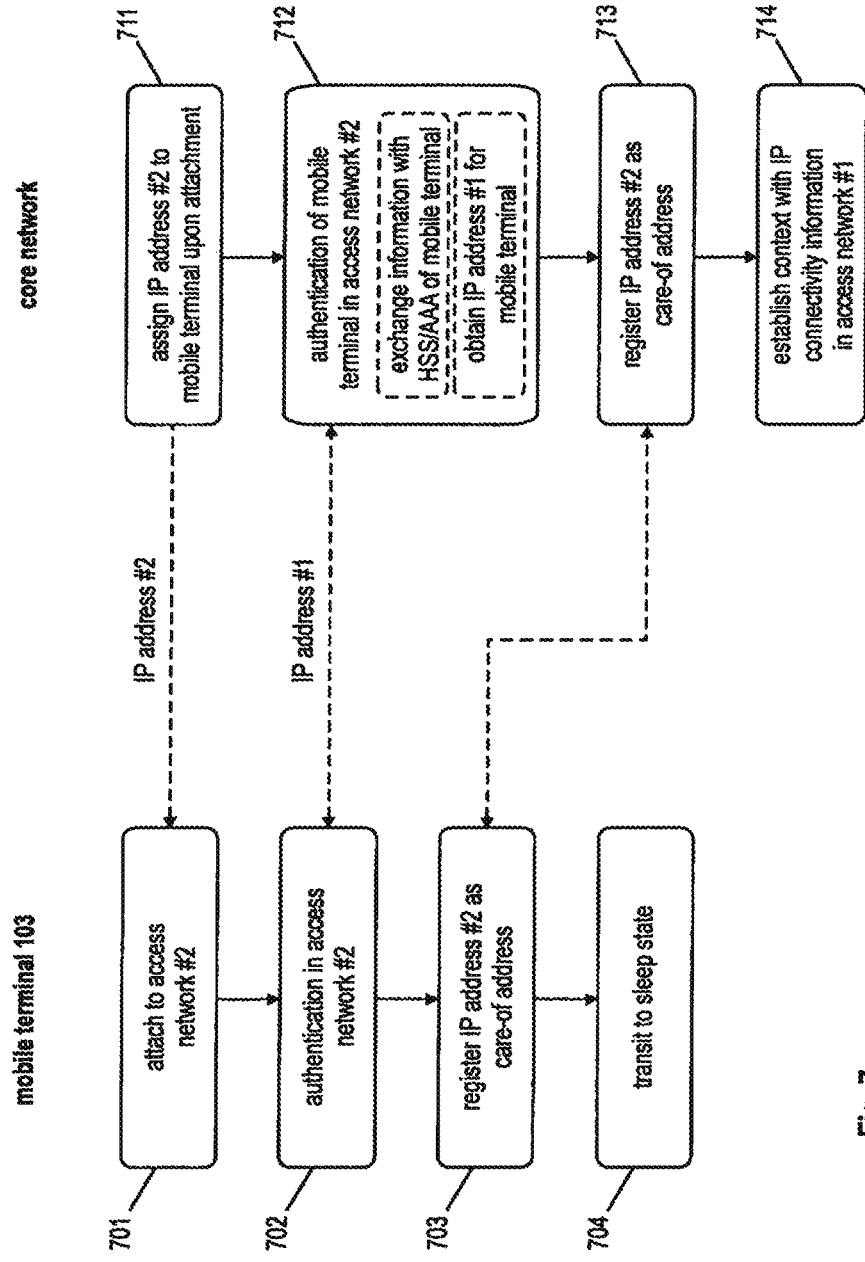 mobile terminal 103
core network
701
attach to access
network #2
IP address #2
assign IP address #2 to
mobile terminal upon attachment
711
702
authentication in access
network #2
IP address #1
authentication of mobile
terminal in access network #2
exchange information with
HSS/AAA of mobile terminal
obtain IP address #1 for
mobile terminal
712
703
register IP address #2 as
care-of address
register IP address #2 as
care-of address
713
704
transit to sleep state
establish context with IP
connectivity information
in access network #1
714